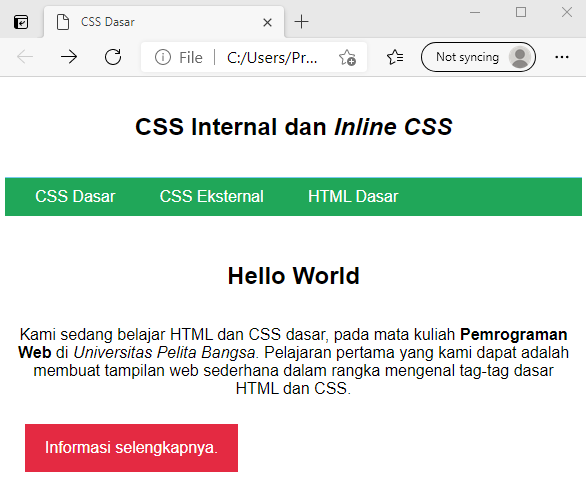 CSS Dasar
File | C:/Users/Pr...
Not syncing
CSS Internal dan Inline CSS
CSS Dasar CSS Eksternal HTML Dasar
Hello World
Kami sedang belajar HTML dan CSS dasar, pada mata kuliah Pemrograman
Web di Universitas Pelita Bangsa. Pelajaran pertama yang kami dapat adalah
membuat tampilan web sederhana dalam rangka mengenal tag-tag dasar
HTML dan CSS.
Informasi selengkapnya.